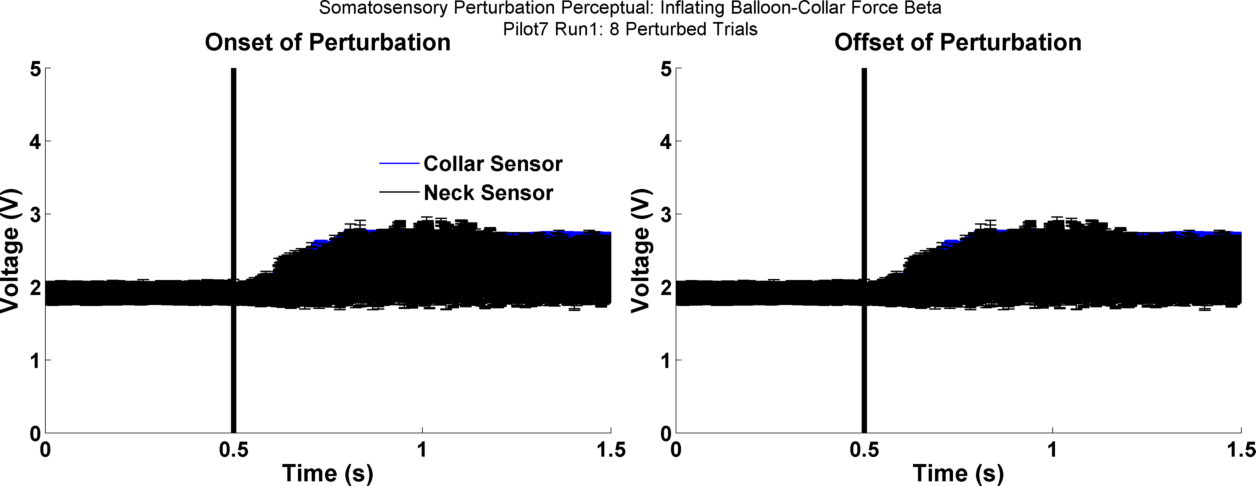 Somatosensory Perturbation Perceptual: Inflating Balloon-Collar Force Beta
Pilot7 Run1: 8 Perturbed Trials
Onset of Perturbation
5
4
3
2
1
0
Voltage (V)
Collar Sensor
Neck Sensor
0 0.5 1 1.5
Time (s)
Offset of Perturbation
5
4
3
2
1
0
Voltage (V)
0 0.5 1 1.5
Time (s)